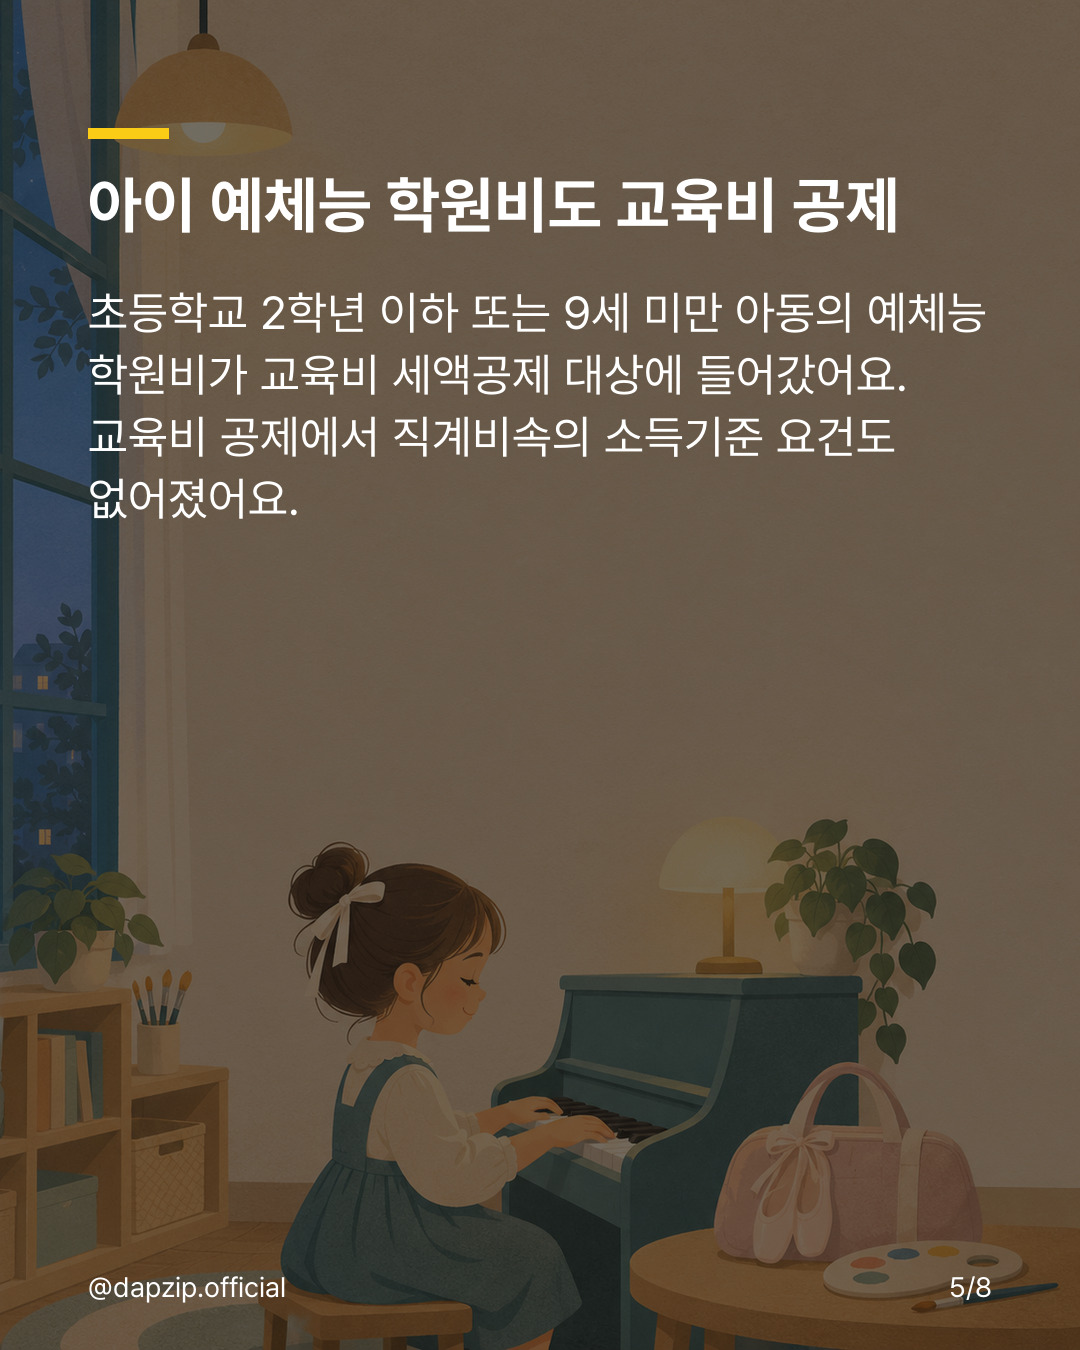 아이 예체능 학원비도 교육비 공제
초등학교 2학년 이하 또는 9세 미만 아동의 예체능
학원비가 교육비 세액공제 대상에 들어갔어요.
교육비 공제에서 직계비속의 소득기준 요건도
없어졌어요.
@dapzip.official
5/8